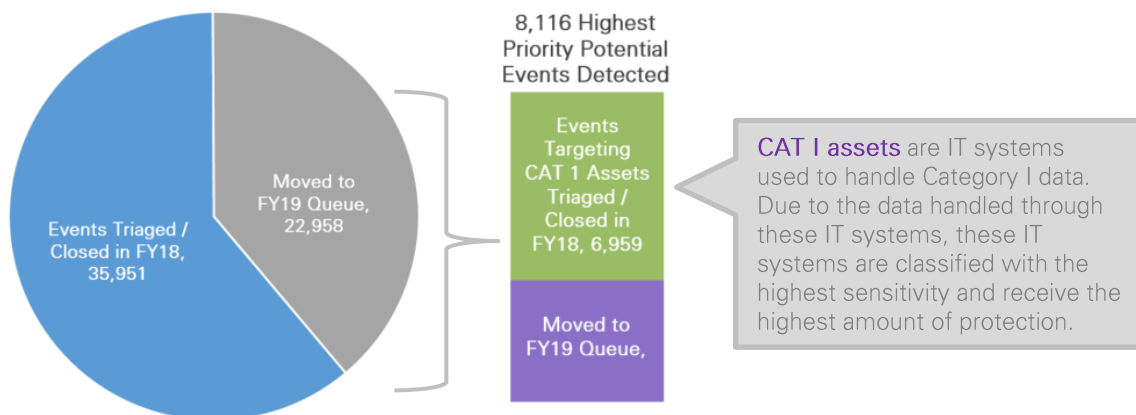 Events Triaged /
Closed in FY18,
35,951
Moved to
FY19 Queue,
22,958
8,116 Highest
Priority Potential
Events Detected
Events
Targeting
CAT 1 Assets
Triaged /
Closed in
FY18, 6,959
Moved to
FY19 Queue,
CAT I assets are IT systems
used to handle Category I data.
Due to the data handled through
these IT systems, these IT
systems are classified with the
highest sensitivity and receive the
highest amount of protection.